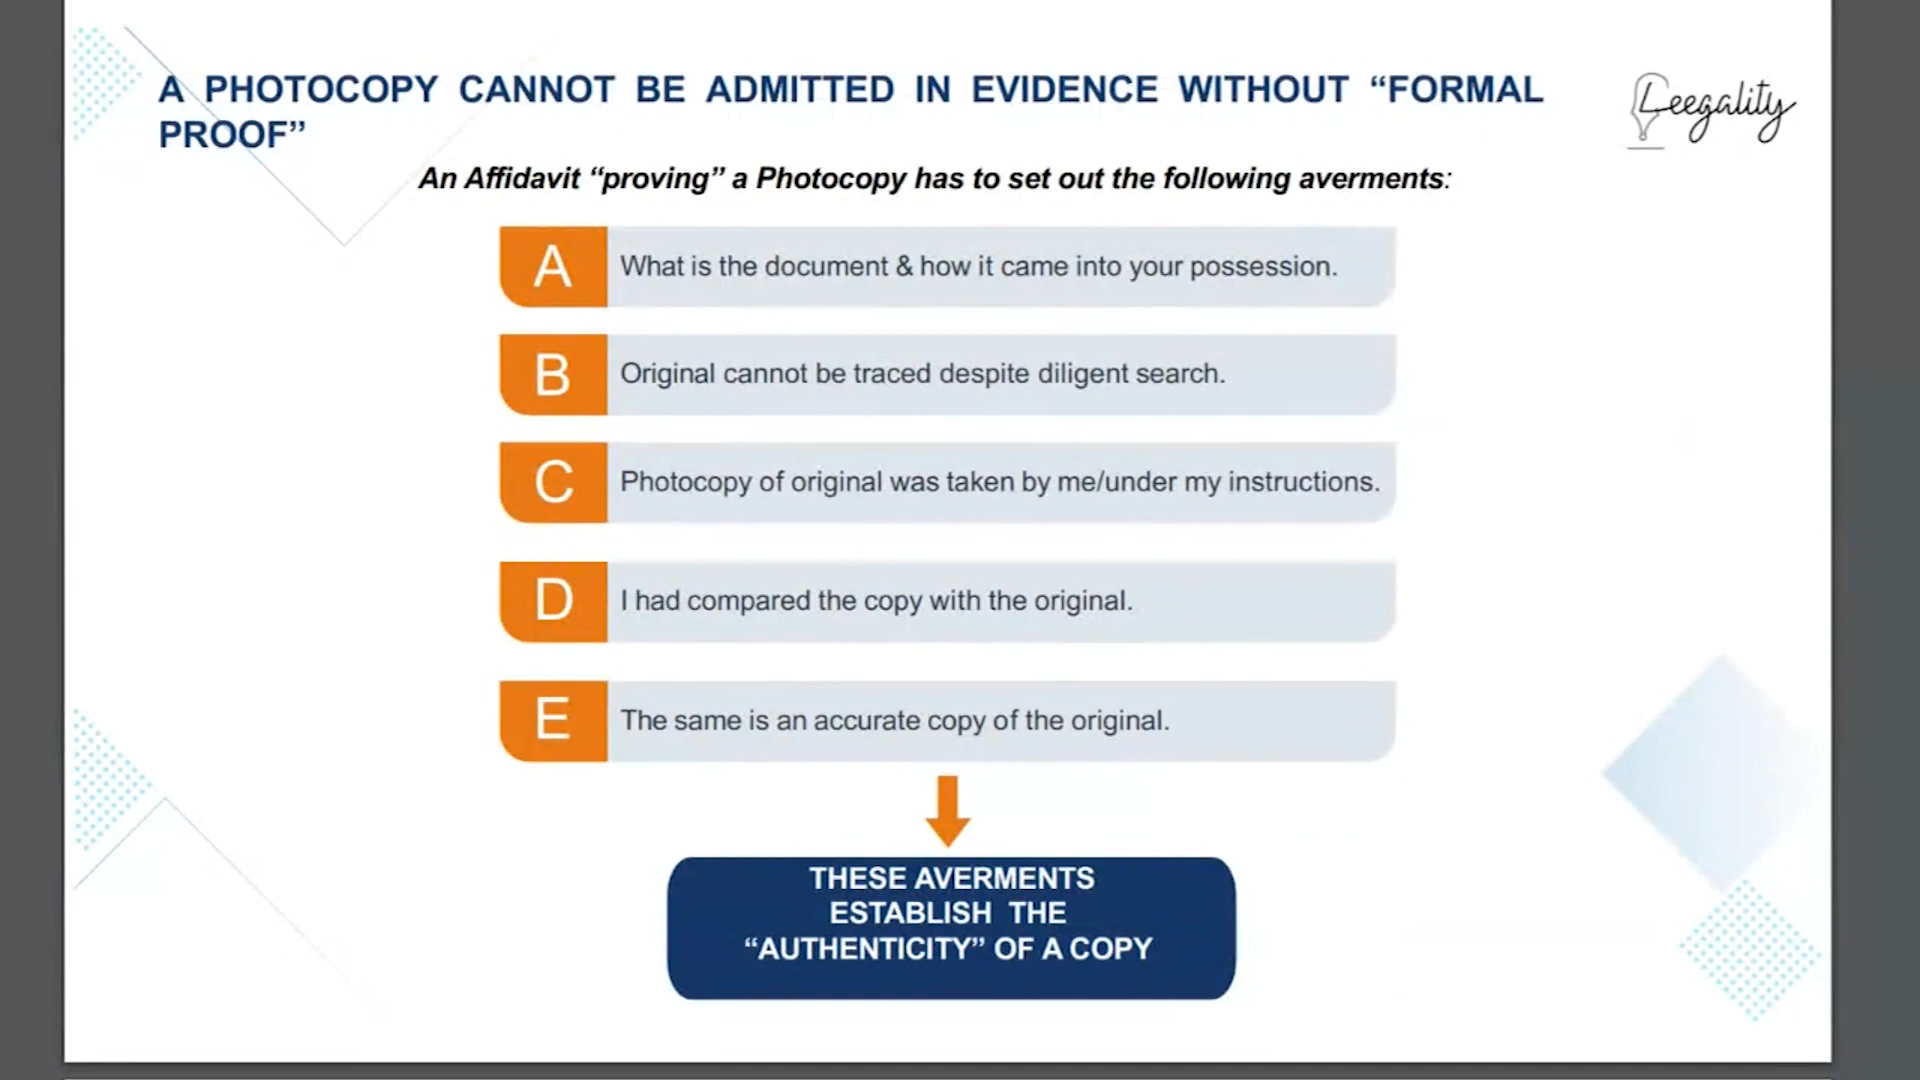 A PHOTOCOPY CANNOT BE ADMITTED IN EVIDENCE WITHOUT “FORMAL
PROOF”
Leegality
An Affidavit “proving” a Photocopy has to set out the following averments:
A What is the document & how it came into your possession.
B Original cannot be traced despite diligent search.
C Photocopy of original was taken by me/under my instructions.
D I had compared the copy with the original.
E The same is an accurate copy of the original.
THESE AVERMENTS
ESTABLISH THE
“AUTHENTICITY” OF A COPY